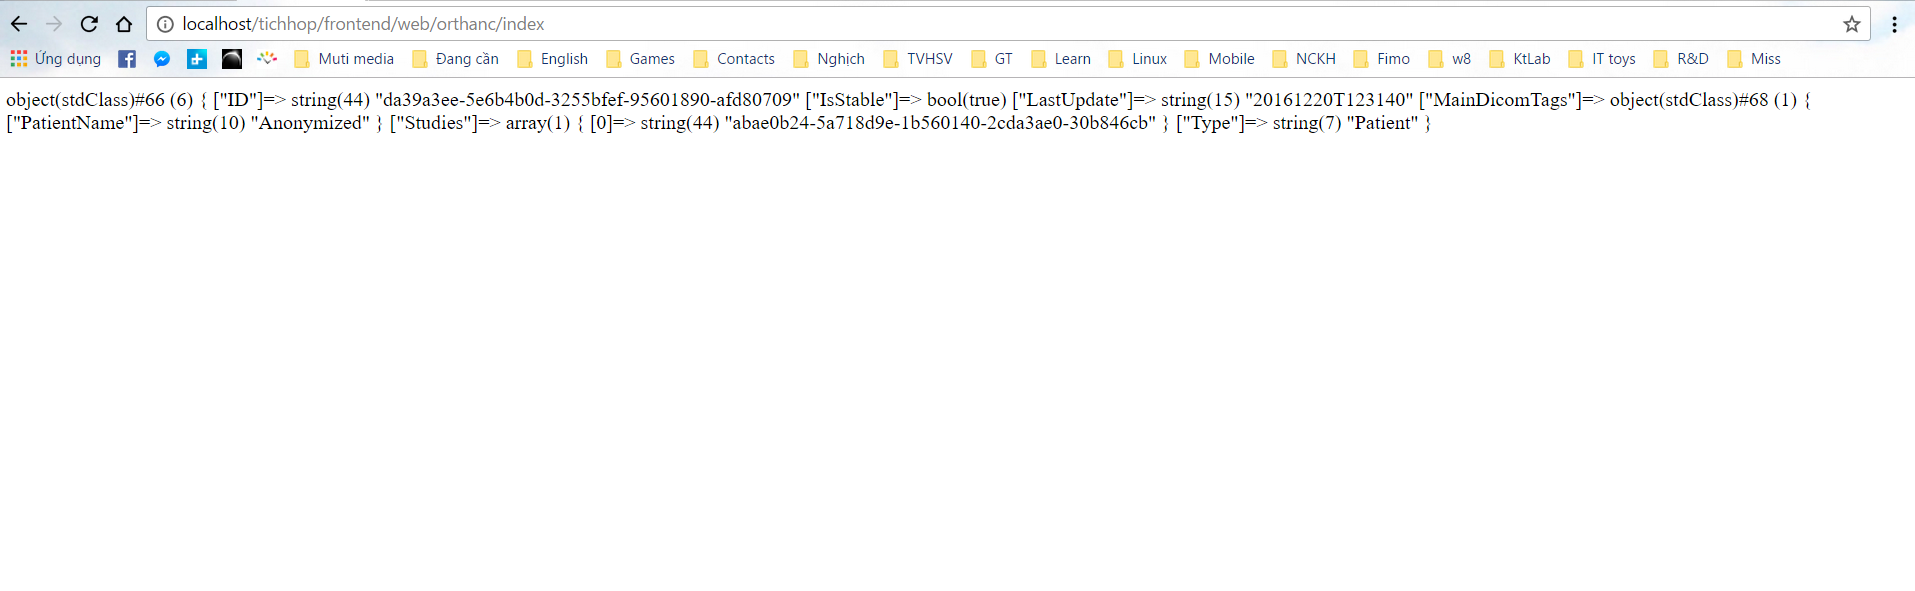 localhost/tichhop/frontend/web/orthanc/index
Ứng dụng Muti media Đang cần English Games Contacts Nghịch TVHSV GT Learn Linux Mobile NCKH Fimo w8 KtLab IT toys R&D Miss
object(stdClass)#66 (6) { ["ID"]=> string(44) "da39a3ee-5e6b4b0d-3255bfef-95601890-afd80709" ["IsStable"]=> bool(true) ["LastUpdate"]=> string(15) "20161220T123140" ["MainDicomTags"]=> object(stdClass)#68 (1) {
["PatientName"]=> string(10) "Anonymized" } ["Studies"]=> array(1) { [0]=> string(44) "abae0b24-5a718d9e-1b560140-2cda3ae0-30b846cb" } ["Type"]=> string(7) "Patient" }